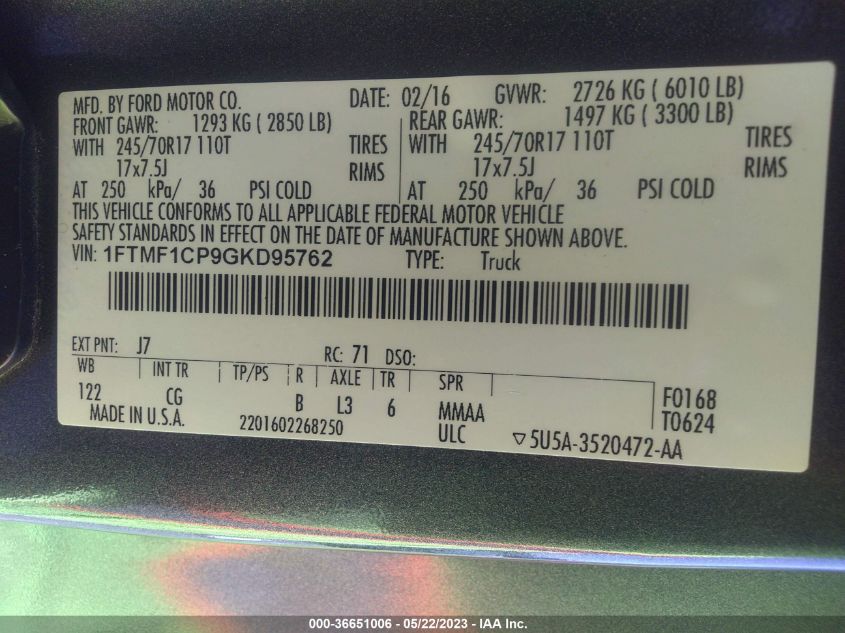 MFD. BY FORD MOTOR CO. DATE: 02/16 GVWR: 2726 KG ( 6010 LB)
FRONT GAWR: 1293 KG ( 2850 LB) REAR GAWR: 1497 KG ( 3300 LB)
WITH 245/70R17 110T TIRES WITH 245/70R17 110T TIRES
17x7.5J RIMS 17x7.5J RIMS
AT 250 kPa/ 36 PSI COLD AT 250 kPa/ 36 PSI COLD
THIS VEHICLE CONFORMS TO ALL APPLICABLE FEDERAL MOTOR VEHICLE
SAFETY STANDARDS IN EFFECT ON THE DATE OF MANUFACTURE SHOWN ABOVE.
VIN: 1FTMF1CP9GKD95762 TYPE: Truck
EXT PNT: J7 RC: 71 DSO:
WB INT TR TP/PS R AXLE TR SPR
122 CG B L3 6 MMAA F0168
MADE IN U.S.A. 2201602268250 ULC T0624
▽5U5A-3520472-AA
000-36651006 - 05/22/2023 - IAA Inc.